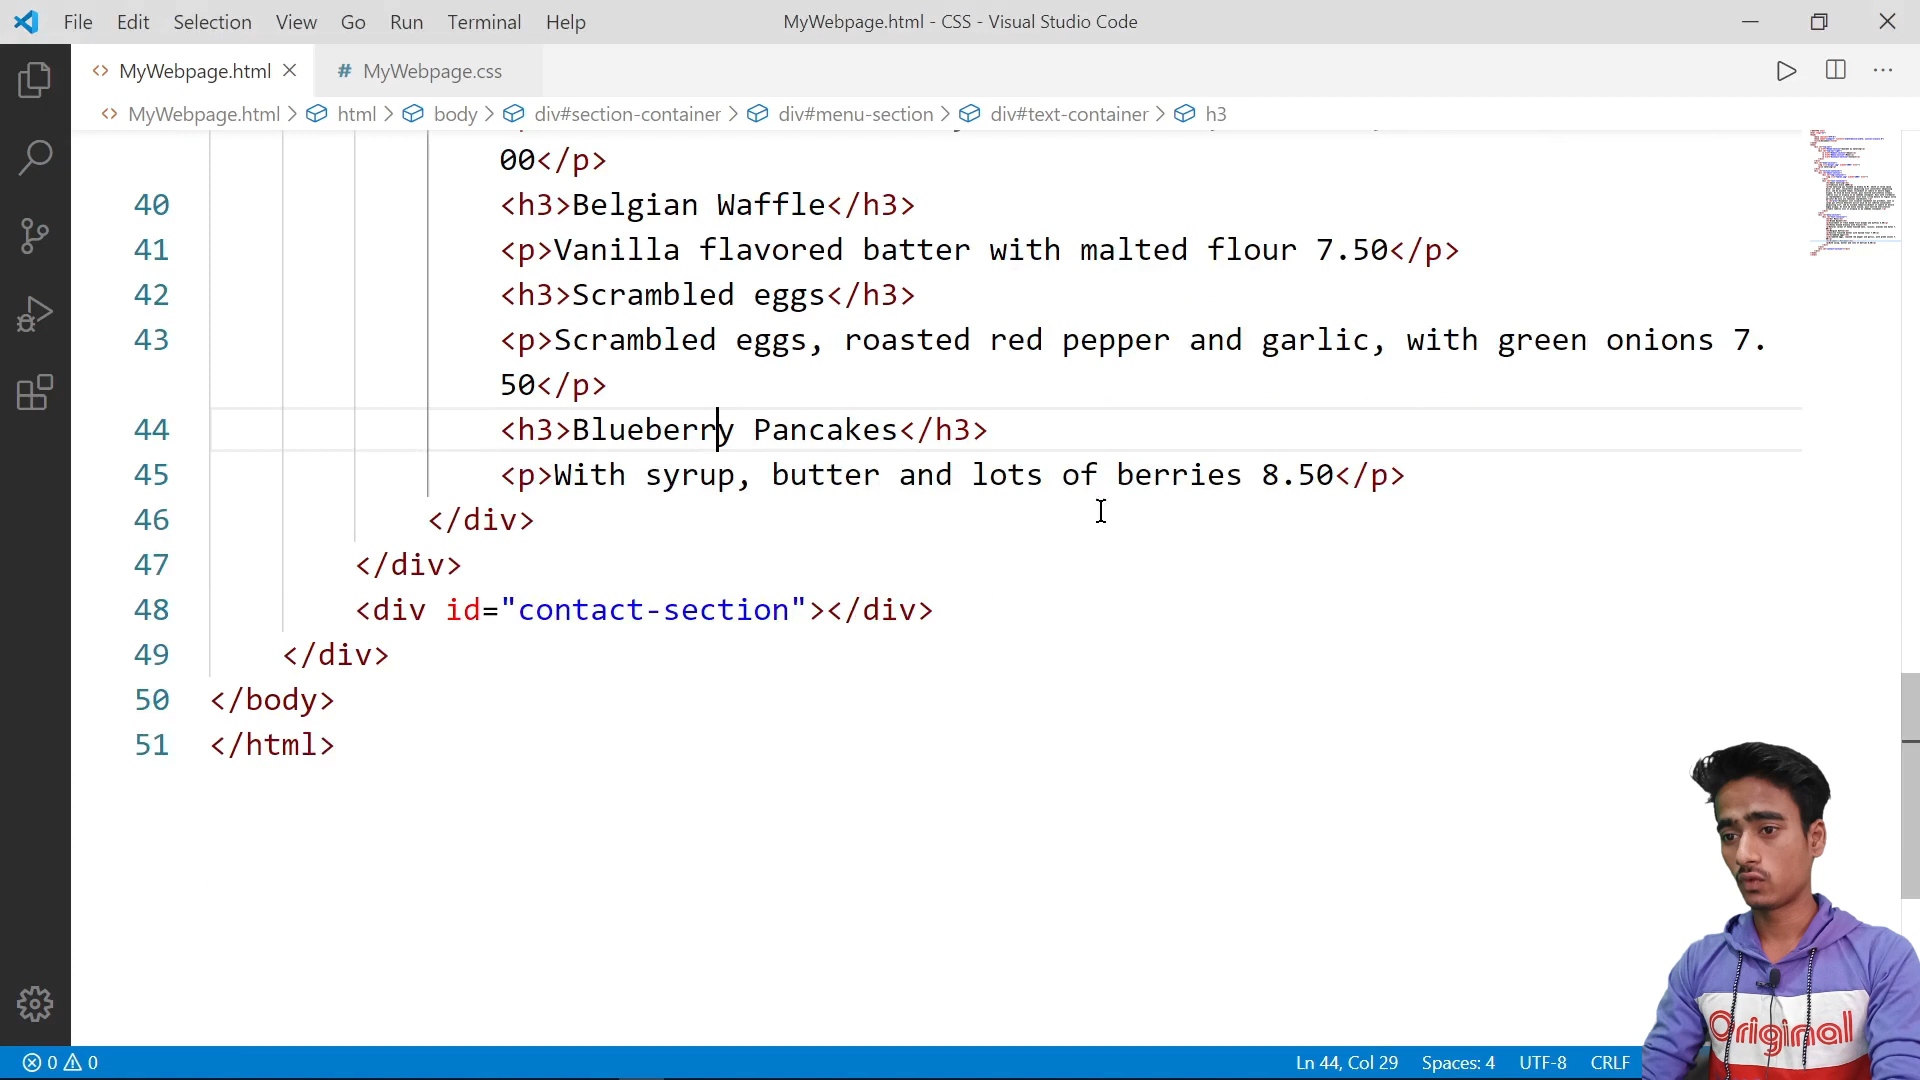 File Edit Selection View Go Run Terminal Help MyWebpage.html - CSS - Visual Studio Code
MyWebpage.html # MyWebpage.css
MyWebpage.html > html > body > div#section-container > div#menu-section > div#text-container > h3
00</p>
40 <h3>Belgian Waffle</h3>
41 <p>Vanilla flavored batter with malted flour 7.50</p>
42 <h3>Scrambled eggs</h3>
43 <p>Scrambled eggs, roasted red pepper and garlic, with green onions 7.
50</p>
44 <h3>Blueberry Pancakes</h3>
45 <p>With syrup, butter and lots of berries 8.50</p>
46 </div>
47 </div>
48 <div id="contact-section"></div>
49 </div>
50 </body>
51 </html>
Original
0 0 Ln 44, Col 29 Spaces: 4 UTF-8 CRLF